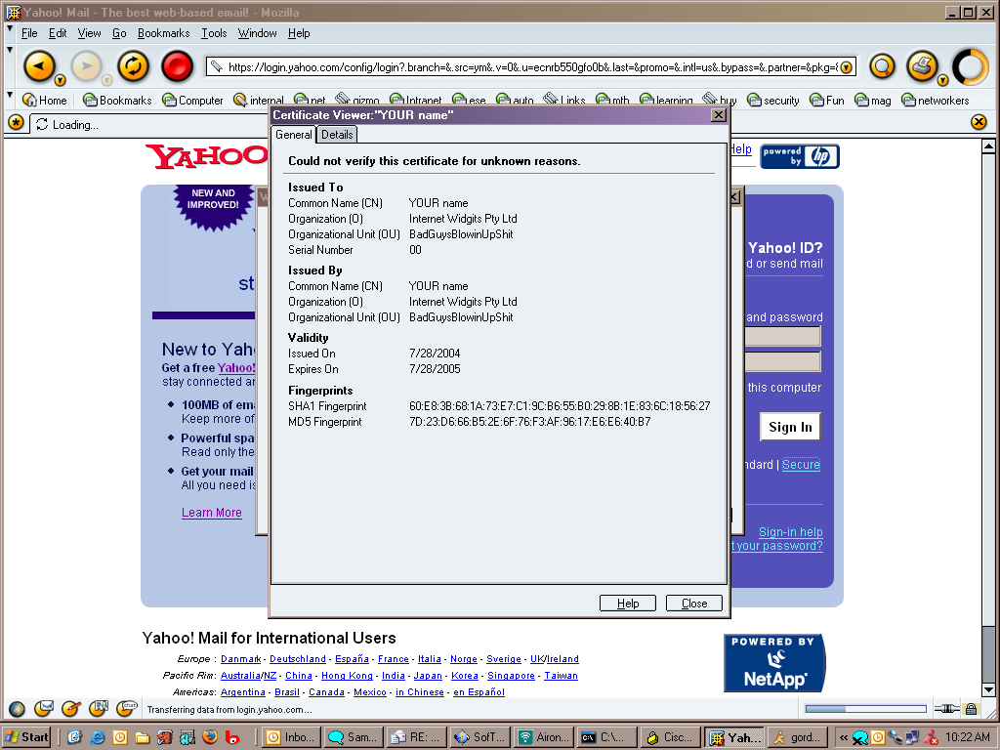 Yahoo! Mail - The best web-based email! - Mozilla
File Edit View Go Bookmarks Tools Window Help
https://login.yahoo.com/config/login?.branch=&.src=ym&.v=0&.u=ecnrb550gfo0b&.last=&promo=&.intl=us&.bypass=&.partner=&pkg=
Home Bookmarks Computer internal net gizmo Intranet ese auto Links mtb learning buy security Fun mag networkers
Loading...
Certificate Viewer:"YOUR name"
General Details
YAHOO
Help
powered by hp
Could not verify this certificate for unknown reasons.
NEW AND
IMPROVED!
Issued To
Common Name (CN) YOUR name
Organization (O) Internet Widgits Pty Ltd
Organizational Unit (OU) BadGuysBlowinUpShit
Serial Number 00
Issued By
Common Name (CN) YOUR name
Organization (O) Internet Widgits Pty Ltd
Organizational Unit (OU) BadGuysBlowinUpShit
Validity
Issued On 7/28/2004
Expires On 7/28/2005
Fingerprints
SHA1 Fingerprint 60:E8:3B:68:1A:73:E7:C1:9C:B6:55:B0:29:8B:1E:83:6C:18:56:27
MD5 Fingerprint 7D:23:D6:66:B5:2E:6F:76:F3:AF:96:17:E6:E6:40:B7
Help Close
st
New to Yah
Get a free Yahoo!
stay connected an
100MB of ema
Keep more of
Powerful spa
Read only the
Get your mail
All you need is
Learn More
Yahoo! ID?
d or send mail
and password
this computer
Sign In
ndard | Secure
Sign-in help
t your password?
Yahoo! Mail for International Users
Europe : Danmark - Deutschland - España - France - Italia - Norge - Sverige - UK/Ireland
Pacific Rim: Australia/NZ - China - Hong Kong - India - Japan - Korea - Singapore - Taiwan
Americas: Argentina - Brasil - Canada - Mexico - in Chinese - en Español
POWERED BY
NetApp
Transferring data from login.yahoo.com...
Start Inbo... Sam... RE: ... SofT... Airon... C:\... Cisc... Yah... gord... « 10:22 AM